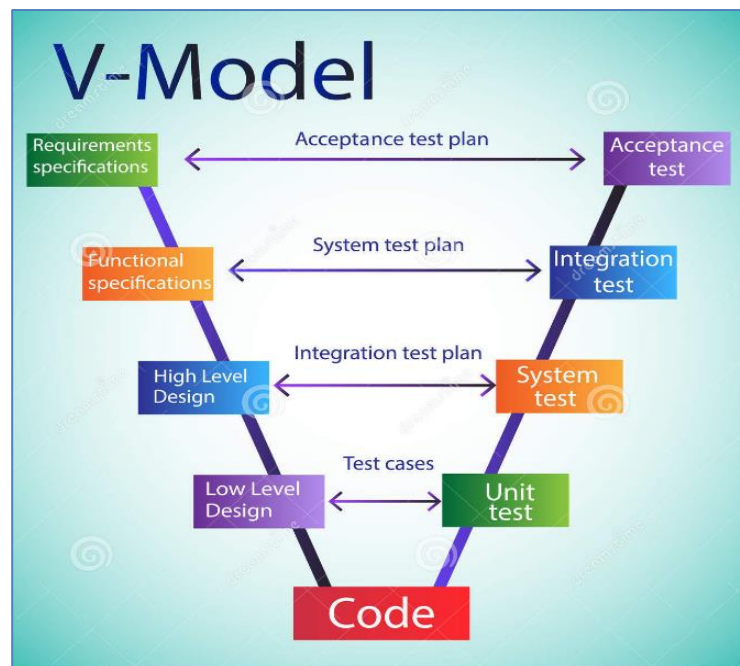 V-Model
Requirements
specifications
Acceptance test plan
Acceptance
test
Functional
specifications
System test plan
Integration
test
High Level
Design
Integration test plan
System
test
Low Level
Design
Test cases
Unit
test
Code